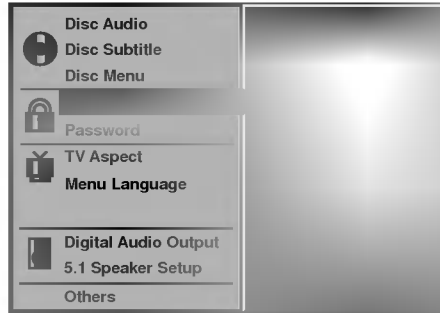 Disc Audio
Disc Subtitle
Disc Menu
Password
TV Aspect
Menu Language
Digital Audio Output
5.1 Speaker Setup
Others